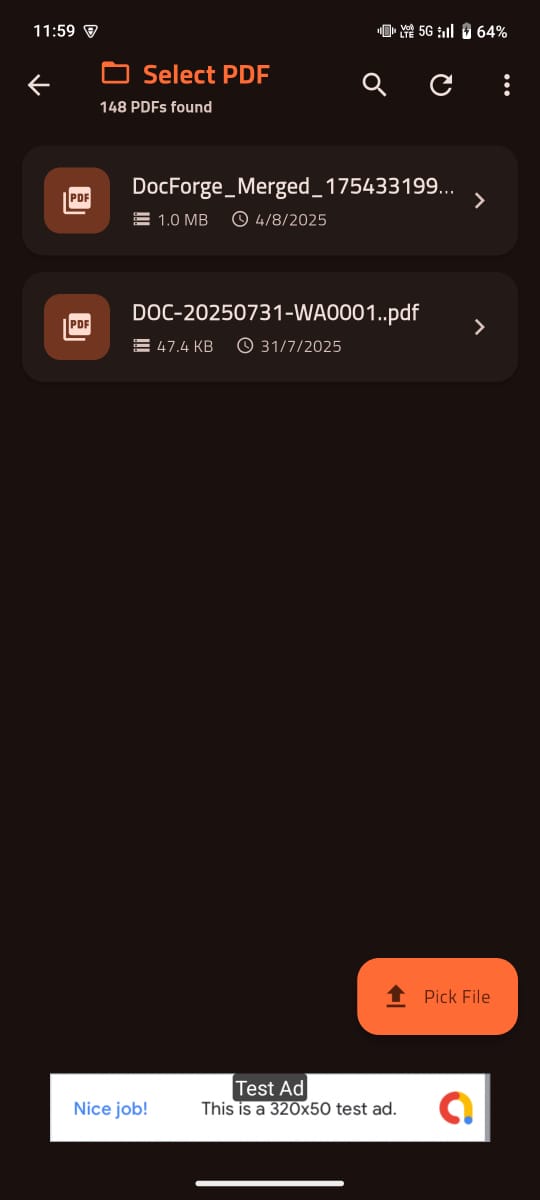 11:59
5G 64%
Select PDF
148 PDFs found
PDF
DocForge_Merged_175433199...
1.0 MB 4/8/2025
PDF
DOC-20250731-WA0001..pdf
47.4 KB 31/7/2025
Pick File
Test Ad
Nice job! This is a 320x50 test ad.